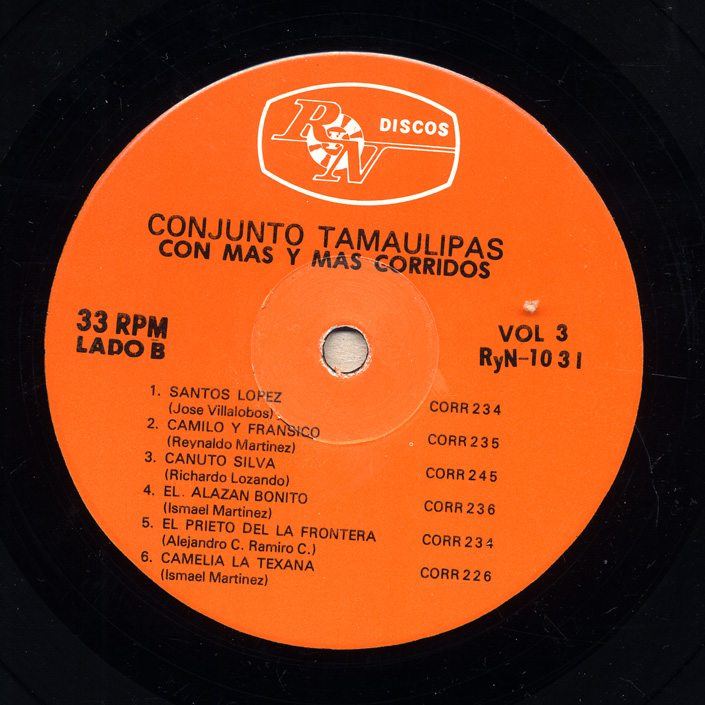 RyN DISCOS
CONJUNTO TAMAULIPAS
CON MAS Y MAS CORRIDOS
33 RPM
LADO B
VOL 3
RyN-1031
1. SANTOS LOPEZ CORR 234
(Jose Villalobos)
2. CAMILO Y FRANSICO CORR 235
(Reynaldo Martinez)
3. CANUTO SILVA CORR 245
(Richardo Lozando)
4. EL. ALAZAN BONITO CORR 236
(Ismael Martinez)
5. EL PRIETO DEL LA FRONTERA CORR 234
(Alejandro C. Ramiro C.)
6. CAMELIA LA TEXANA CORR 226
(Ismael Martinez)